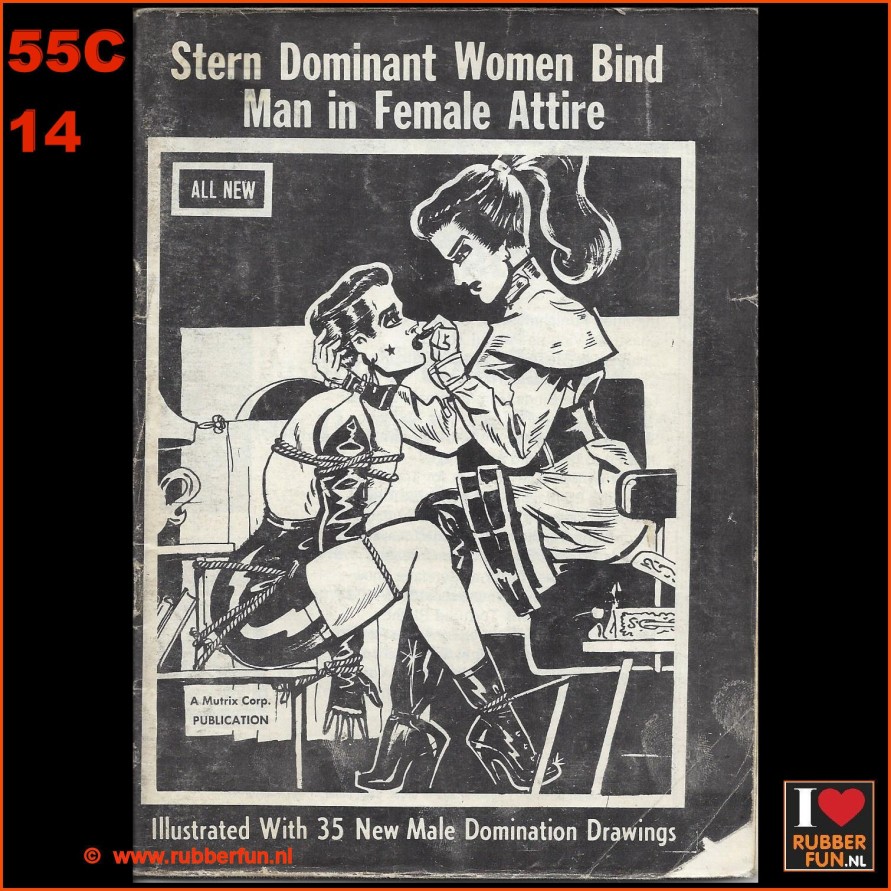 55C
14
Stern Dominant Women Bind
Man in Female Attire
ALL NEW
A Mutrix Corp.
PUBLICATION
Illustrated With 35 New Male Domination Drawings
© www.rubberfun.nl
I ❤
RUBBER
FUN.NL